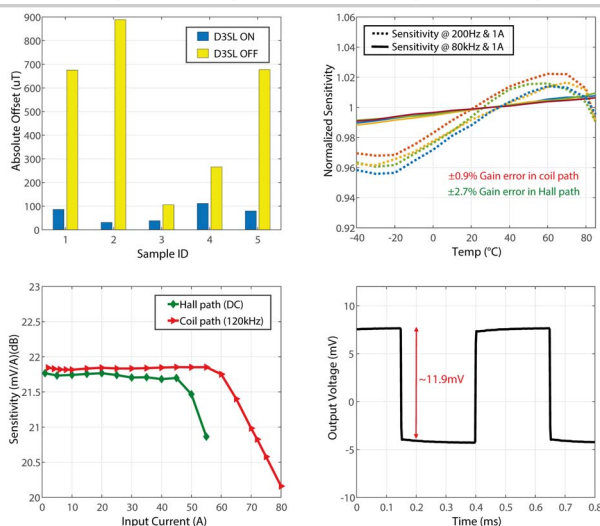 900
800
700
600
500
400
300
200
100
0
Absolute Offset (uT)
D3SL ON
D3SL OFF
1 2 3 4 5
Sample ID
1.06
1.04
1.02
1
0.98
0.96
0.94
0.92
Normalized Sensitivity
Sensitivity @ 200Hz & 1A
Sensitivity @ 80kHz & 1A
±0.9% Gain error in coil path
±2.7% Gain error in Hall path
-40 -20 0 20 40 60 80
Temp (°C)
23
22.5
22
21.5
21
20.5
20
Sensitivity (mV/A)(dB)
Hall path (DC)
Coil path (120kHz)
0 10 20 30 40 50 60 70 80
Input Current (A)
10
5
0
-5
-10
Output Voltage (mV)
~11.9mV
0 0.1 0.2 0.3 0.4 0.5 0.6 0.7 0.8
Time (ms)